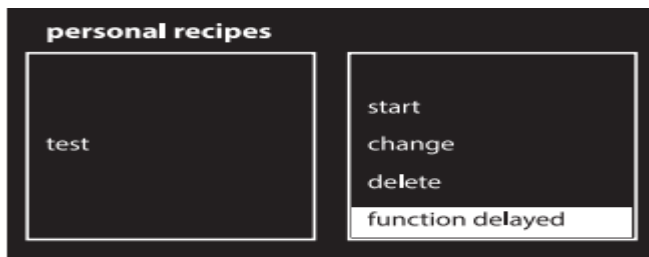 personal recipes
test
start
change
delete
function delayed